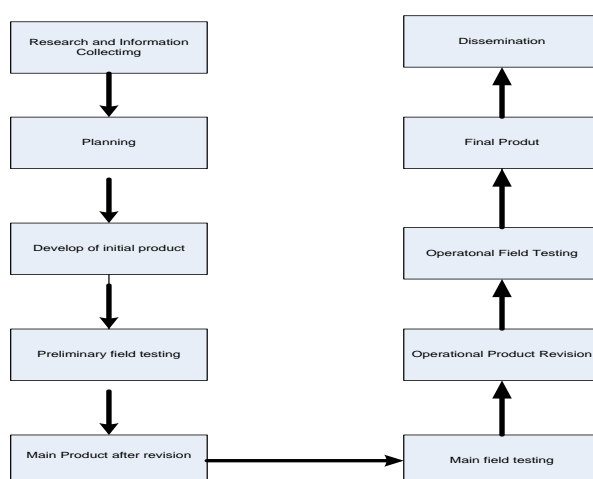 Research and Information
Collectimg
Planning
Develop of initial product
Preliminary field testing
Main Product after revision
Main field testing
Operational Product Revision
Operatonal Field Testing
Final Produt
Dissemination